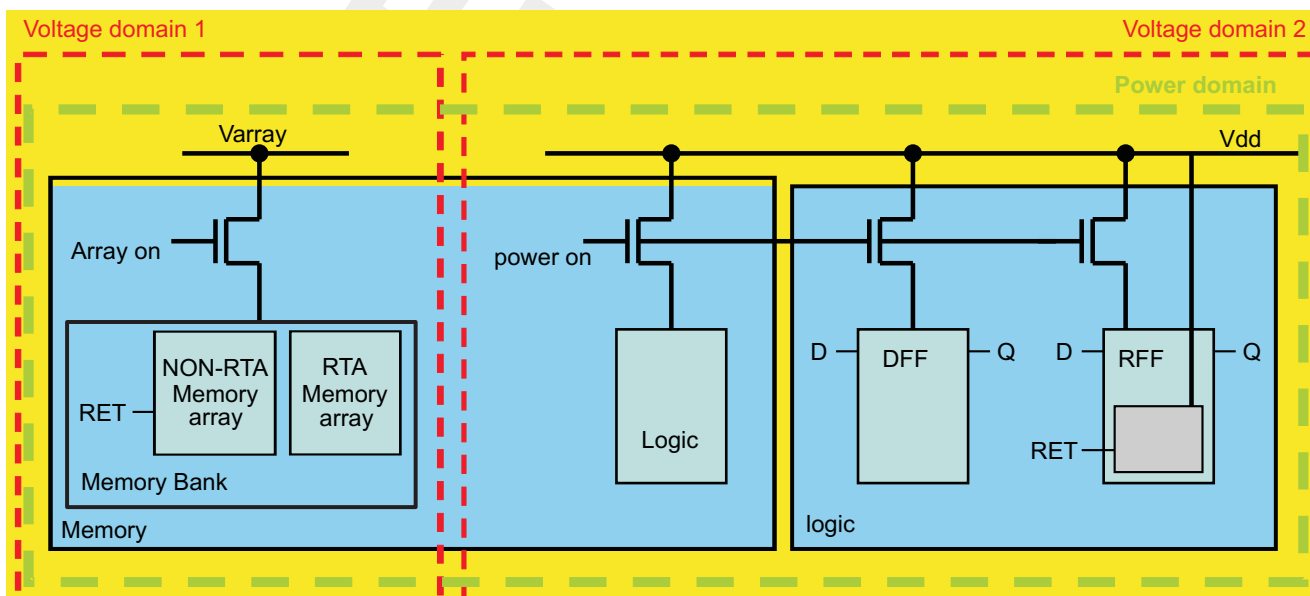 Voltage domain 1
Voltage domain 2
Power domain
Varray
Vdd
Array on
power on
NON-RTA
Memory
array
RTA
Memory
array
RET
Memory Bank
Memory
Logic
D
DFF
Q
D
RFF
Q
RET
logic